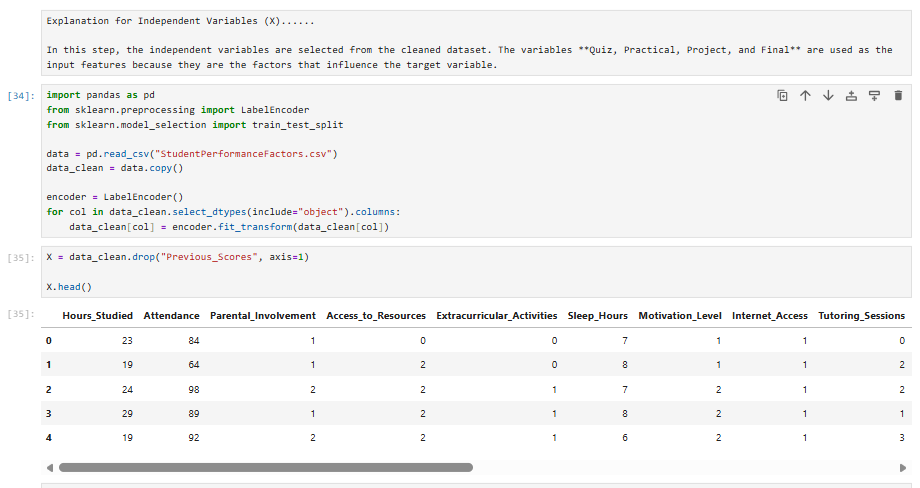 Explanation for Independent Variables (X)......
In this step, the independent variables are selected from the cleaned dataset. The variables **Quiz, Practical, Project, and Final** are used as the
input features because they are the factors that influence the target variable.
[34]: import pandas as pd
from sklearn.preprocessing import LabelEncoder
from sklearn.model_selection import train_test_split
data = pd.read_csv("StudentPerformanceFactors.csv")
data_clean = data.copy()
encoder = LabelEncoder()
for col in data_clean.select_dtypes(include="object").columns:
    data_clean[col] = encoder.fit_transform(data_clean[col])
[35]: X = data_clean.drop("Previous_Scores", axis=1)
X.head()
[35]: Hours_Studied Attendance Parental_Involvement Access_to_Resources Extracurricular_Activities Sleep_Hours Motivation_Level Internet_Access Tutoring_Sessions
0 23 84 1 0 0 7 1 1 0
1 19 64 1 2 0 8 1 1 2
2 24 98 2 2 1 7 2 1 2
3 29 89 1 2 1 8 2 1 1
4 19 92 2 2 1 6 2 1 3